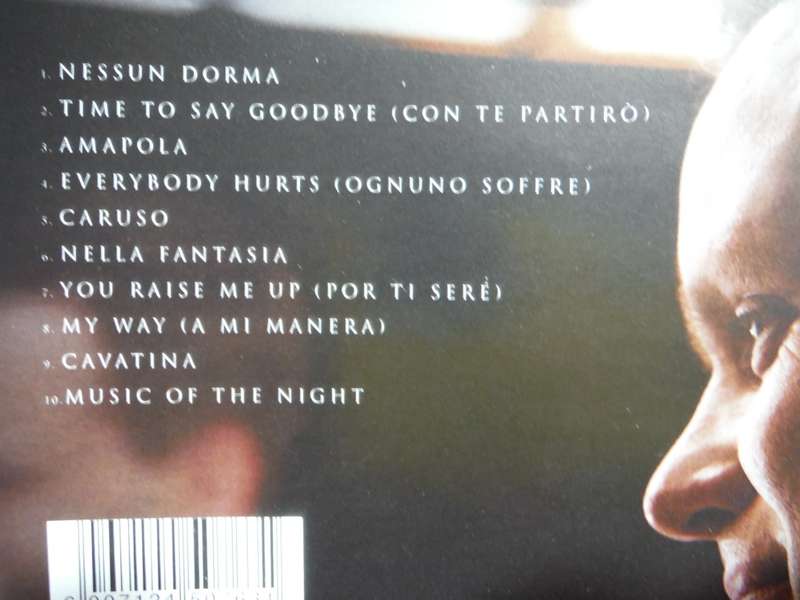 1. NESSUN DORMA
2. TIME TO SAY GOODBYE (CON TE PARTIRÒ)
3. AMAPOLA
4. EVERYBODY HURTS (OGNUNO SOFFRE)
5. CARUSO
6. NELLA FANTASIA
7. YOU RAISE ME UP (POR TI SERÈ)
8. MY WAY (A MI MANERA)
9. CAVATINA
10. MUSIC OF THE NIGHT